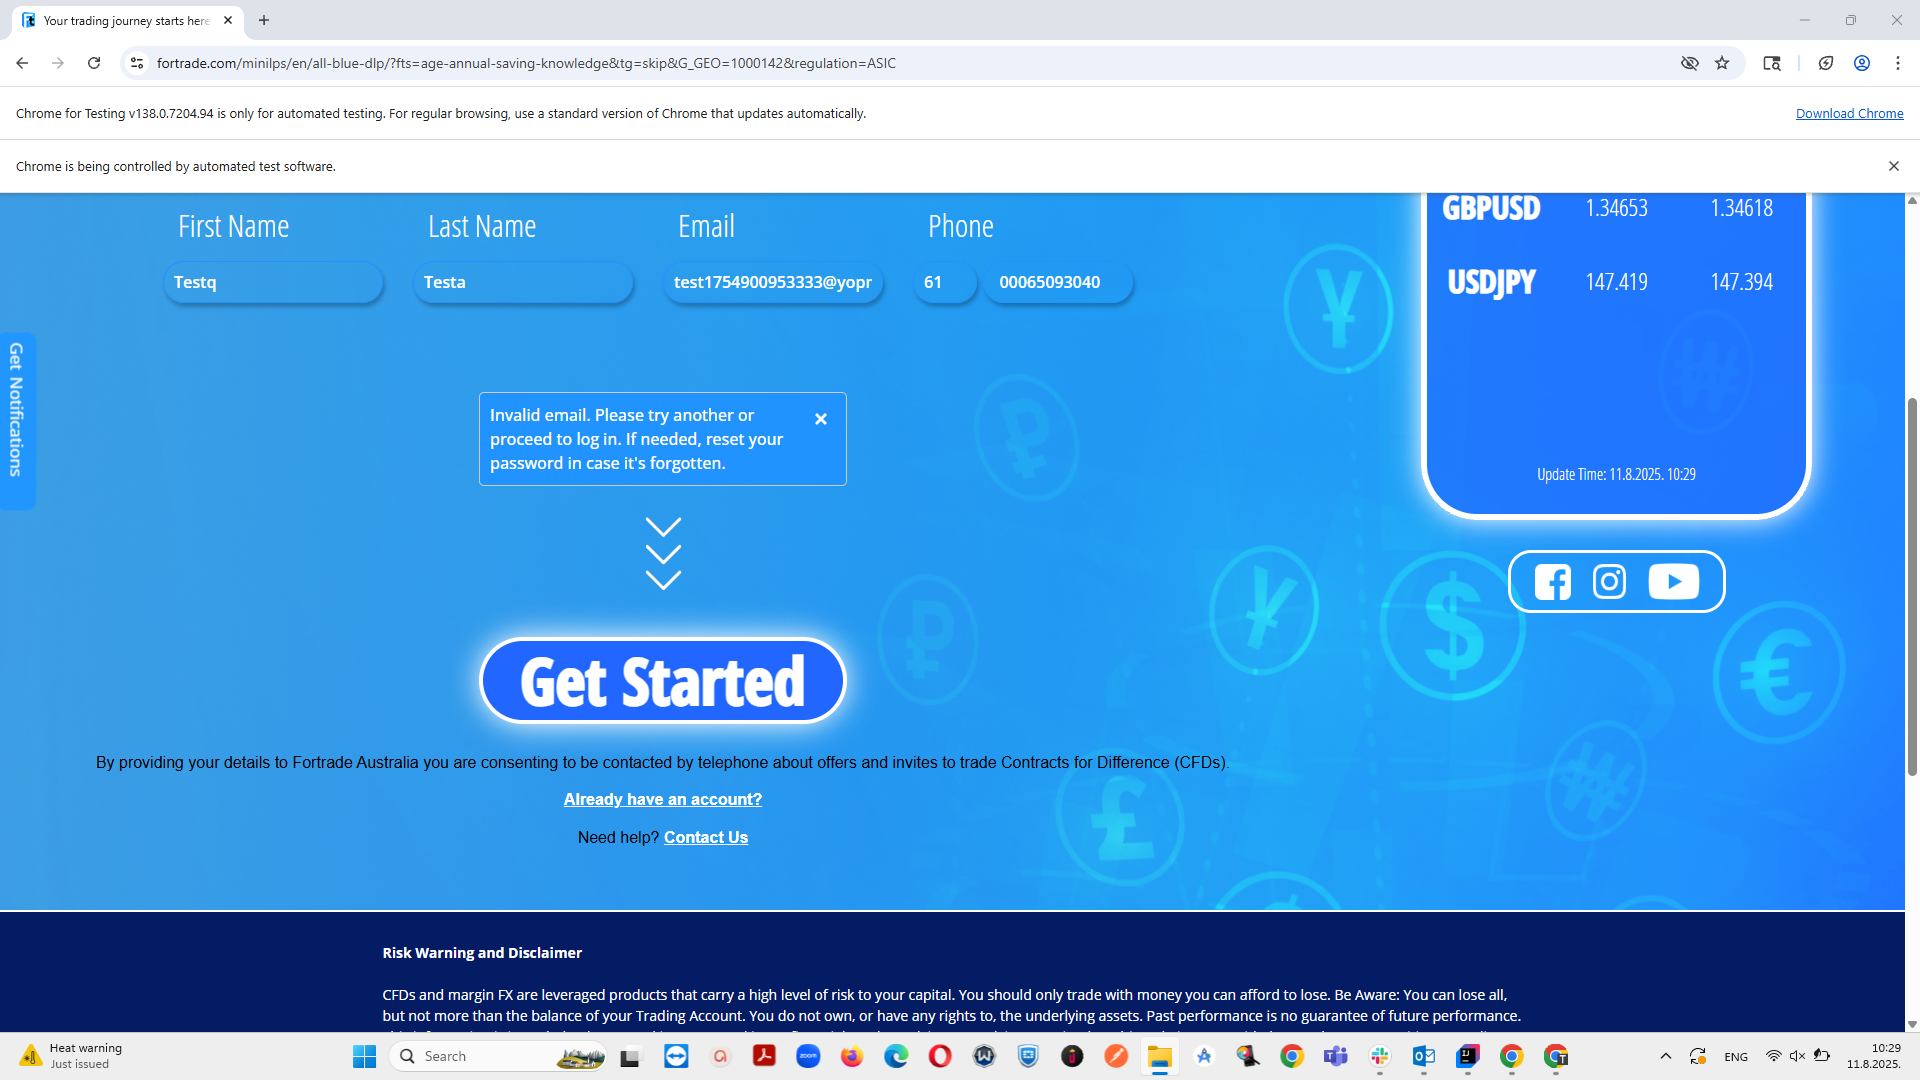 Your trading journey starts here
fortrade.com/minilps/en/all-blue-dlp/?fts=age-annual-saving-knowledge&tg=skip&G_GEO=1000142&regulation=ASIC
Chrome for Testing v138.0.7204.94 is only for automated testing. For regular browsing, use a standard version of Chrome that updates automatically.
Download Chrome
Chrome is being controlled by automated test software.
First Name
Last Name
Email
Phone
Testq
Testa
test1754900953333@yopr
61
00065093040
GBPUSD 1.34653 1.34618
USDJPY 147.419 147.394
Update Time: 11.8.2025. 10:29
Get Notifications
Invalid email. Please try another or
proceed to log in. If needed, reset your
password in case it's forgotten.
Get Started
By providing your details to Fortrade Australia you are consenting to be contacted by telephone about offers and invites to trade Contracts for Difference (CFDs).
Already have an account?
Need help? Contact Us
Risk Warning and Disclaimer
CFDs and margin FX are leveraged products that carry a high level of risk to your capital. You should only trade with money you can afford to lose. Be Aware: You can lose all,
but not more than the balance of your Trading Account. You do not own, or have any rights to, the underlying assets. Past performance is no guarantee of future performance.
Heat warning
Just issued
Search
ENG
10:29
11.8.2025.